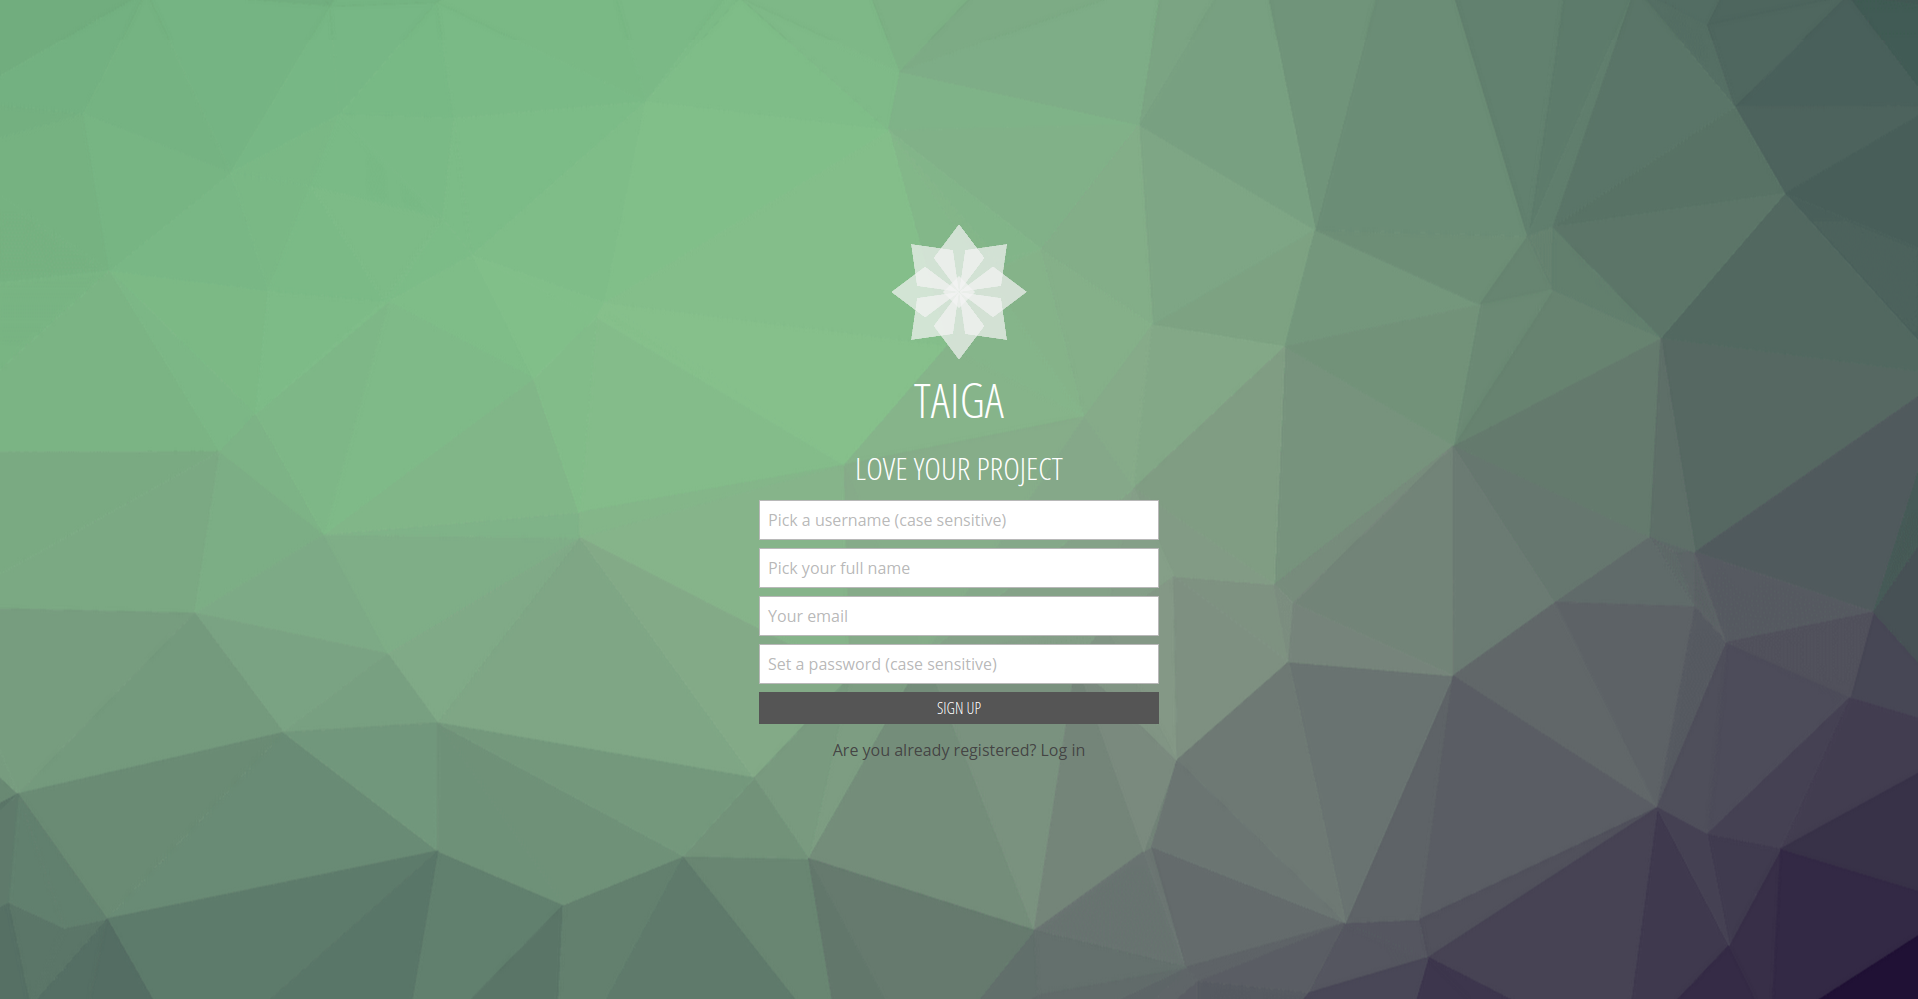 TAIGA
LOVE YOUR PROJECT
Pick a username (case sensitive)
Pick your full name
Your email
Set a password (case sensitive)
SIGN UP
Are you already registered? Log in